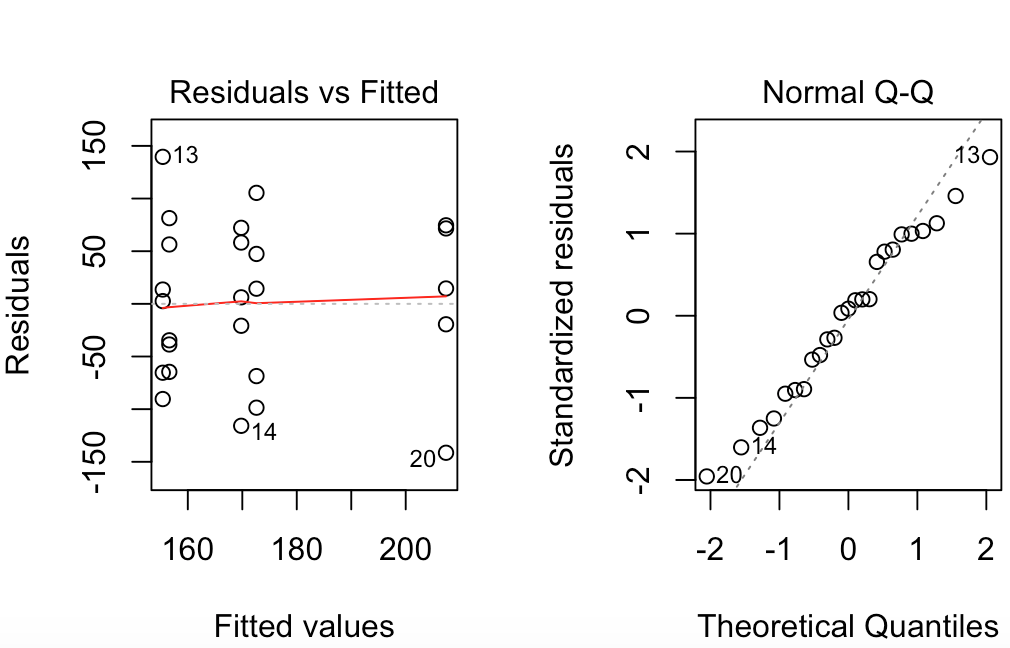 Residuals vs Fitted
Residuals
150
50
-50
-150
13
14
20
160 180 200
Fitted values
Normal Q-Q
Standardized residuals
2
1
0
-1
-2
13
14
20
-2 -1 0 1 2
Theoretical Quantiles